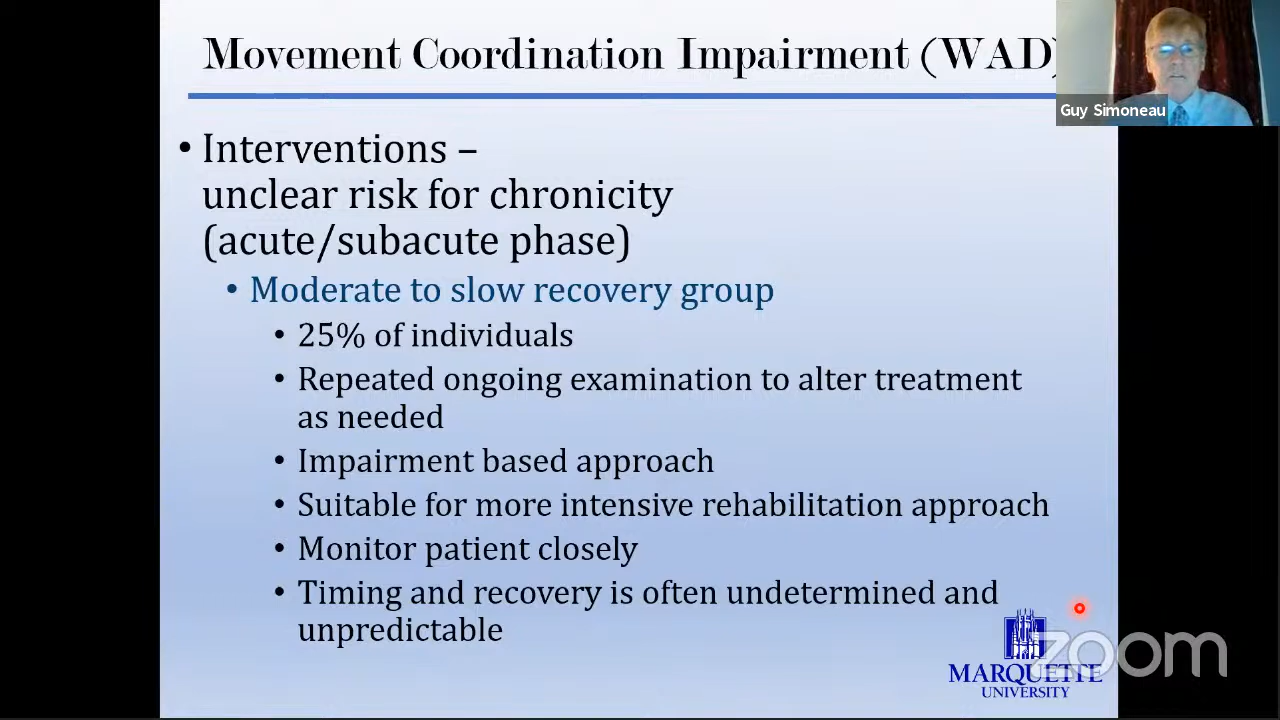 Movement Coordination Impairment (WAD)
Guy Simoneau
• Interventions –
unclear risk for chronicity
(acute/subacute phase)
• Moderate to slow recovery group
• 25% of individuals
• Repeated ongoing examination to alter treatment
as needed
• Impairment based approach
• Suitable for more intensive rehabilitation approach
• Monitor patient closely
• Timing and recovery is often undetermined and
unpredictable
zoom
MARQUETTE
UNIVERSITY